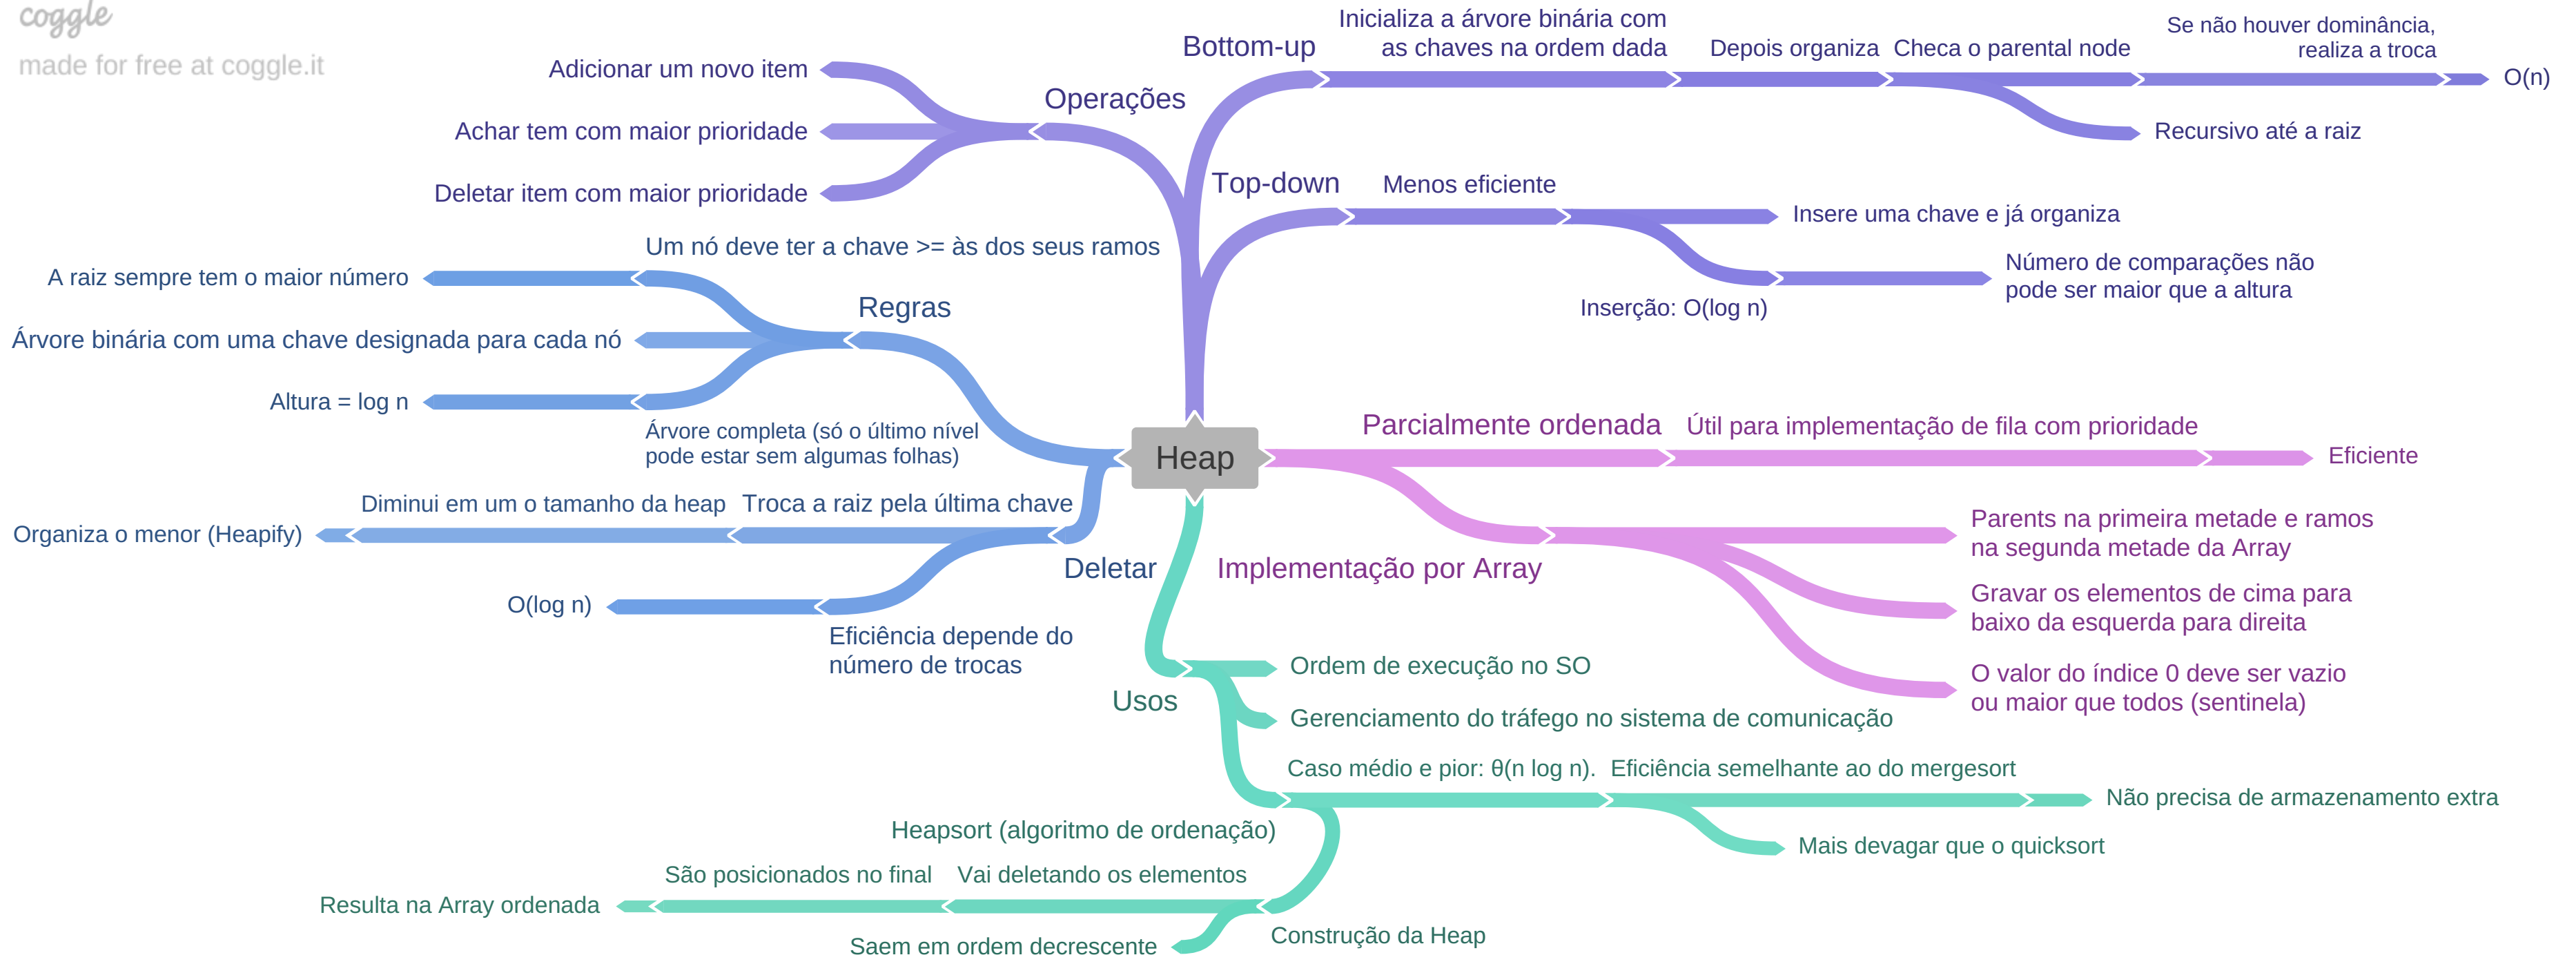 coggle
made for free at coggle.it
Heap
Operações
Adicionar um novo item
Achar tem com maior prioridade
Deletar item com maior prioridade
Bottom-up
Inicializa a árvore binária com
as chaves na ordem dada
Depois organiza
Checa o parental node
Se não houver dominância,
realiza a troca
O(n)
Recursivo até a raiz
Top-down
Menos eficiente
Insere uma chave e já organiza
Inserção: O(log n)
Número de comparações não
pode ser maior que a altura
Regras
Um nó deve ter a chave >= às dos seus ramos
A raiz sempre tem o maior número
Árvore binária com uma chave designada para cada nó
Altura = log n
Árvore completa (só o último nível
pode estar sem algumas folhas)
Parcialmente ordenada
Útil para implementação de fila com prioridade
Eficiente
Implementação por Array
Parents na primeira metade e ramos
na segunda metade da Array
Gravar os elementos de cima para
baixo da esquerda para direita
O valor do índice 0 deve ser vazio
ou maior que todos (sentinela)
Deletar
Troca a raiz pela última chave
Diminui em um o tamanho da heap
Organiza o menor (Heapify)
Eficiência depende do
número de trocas
O(log n)
Usos
Ordem de execução no SO
Gerenciamento do tráfego no sistema de comunicação
Heapsort (algoritmo de ordenação)
Caso médio e pior: θ(n log n).
Eficiência semelhante ao do mergesort
Não precisa de armazenamento extra
Mais devagar que o quicksort
Construção da Heap
Vai deletando os elementos
São posicionados no final
Resulta na Array ordenada
Saem em ordem decrescente